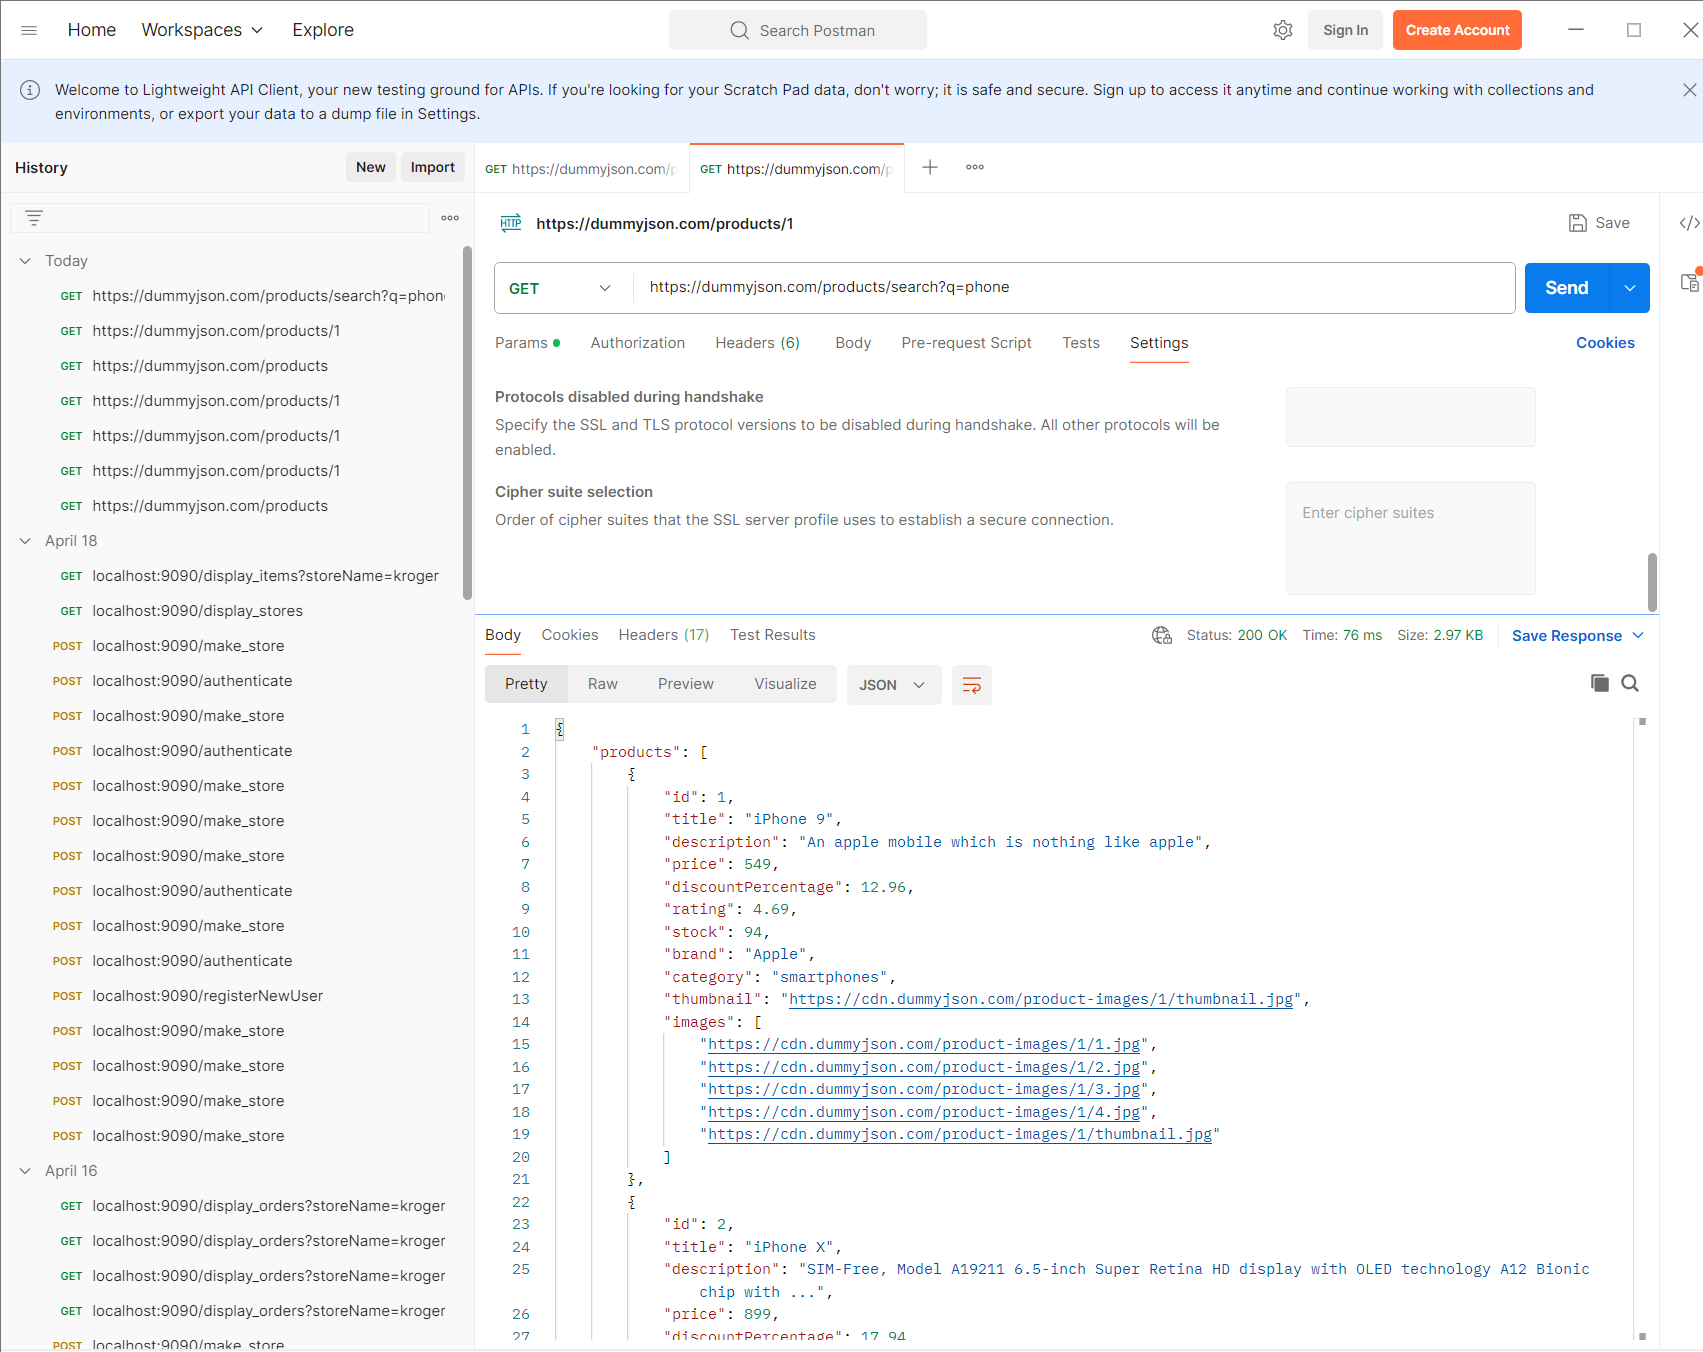 Home Workspaces Explore Search Postman Sign In Create Account
Welcome to Lightweight API Client, your new testing ground for APIs. If you're looking for your Scratch Pad data, don't worry; it is safe and secure. Sign up to access it anytime and continue working with collections and
environments, or export your data to a dump file in Settings.
History New Import
Today
GET https://dummyjson.com/products/search?q=phon
GET https://dummyjson.com/products/1
GET https://dummyjson.com/products
GET https://dummyjson.com/products/1
GET https://dummyjson.com/products/1
GET https://dummyjson.com/products/1
GET https://dummyjson.com/products
April 18
GET localhost:9090/display_items?storeName=kroger
GET localhost:9090/display_stores
POST localhost:9090/make_store
POST localhost:9090/authenticate
POST localhost:9090/make_store
POST localhost:9090/authenticate
POST localhost:9090/make_store
POST localhost:9090/make_store
POST localhost:9090/make_store
POST localhost:9090/authenticate
POST localhost:9090/make_store
POST localhost:9090/authenticate
POST localhost:9090/registerNewUser
POST localhost:9090/make_store
POST localhost:9090/make_store
POST localhost:9090/make_store
POST localhost:9090/make_store
April 16
GET localhost:9090/display_orders?storeName=kroger
GET localhost:9090/display_orders?storeName=kroger
GET localhost:9090/display_orders?storeName=kroger
GET localhost:9090/display_orders?storeName=kroger
POST localhost:9090/make_store
GET https://dummyjson.com/p GET https://dummyjson.com/p
HTTP https://dummyjson.com/products/1 Save
GET https://dummyjson.com/products/search?q=phone Send
Params Authorization Headers (6) Body Pre-request Script Tests Settings Cookies
Protocols disabled during handshake
Specify the SSL and TLS protocol versions to be disabled during handshake. All other protocols will be
enabled.
Cipher suite selection
Order of cipher suites that the SSL server profile uses to establish a secure connection.
Enter cipher suites
Body Cookies Headers (17) Test Results Status: 200 OK Time: 76 ms Size: 2.97 KB Save Response
Pretty Raw Preview Visualize JSON
1 {
2 "products": [
3 {
4 "id": 1,
5 "title": "iPhone 9",
6 "description": "An apple mobile which is nothing like apple",
7 "price": 549,
8 "discountPercentage": 12.96,
9 "rating": 4.69,
10 "stock": 94,
11 "brand": "Apple",
12 "category": "smartphones",
13 "thumbnail": "https://cdn.dummyjson.com/product-images/1/thumbnail.jpg",
14 "images": [
15 "https://cdn.dummyjson.com/product-images/1/1.jpg",
16 "https://cdn.dummyjson.com/product-images/1/2.jpg",
17 "https://cdn.dummyjson.com/product-images/1/3.jpg",
18 "https://cdn.dummyjson.com/product-images/1/4.jpg",
19 "https://cdn.dummyjson.com/product-images/1/thumbnail.jpg"
20 ]
21 },
22 {
23 "id": 2,
24 "title": "iPhone X",
25 "description": "SIM-Free, Model A19211 6.5-inch Super Retina HD display with OLED technology A12 Bionic
chip with ...",
26 "price": 899,
27 "discountPercentage": 17.94